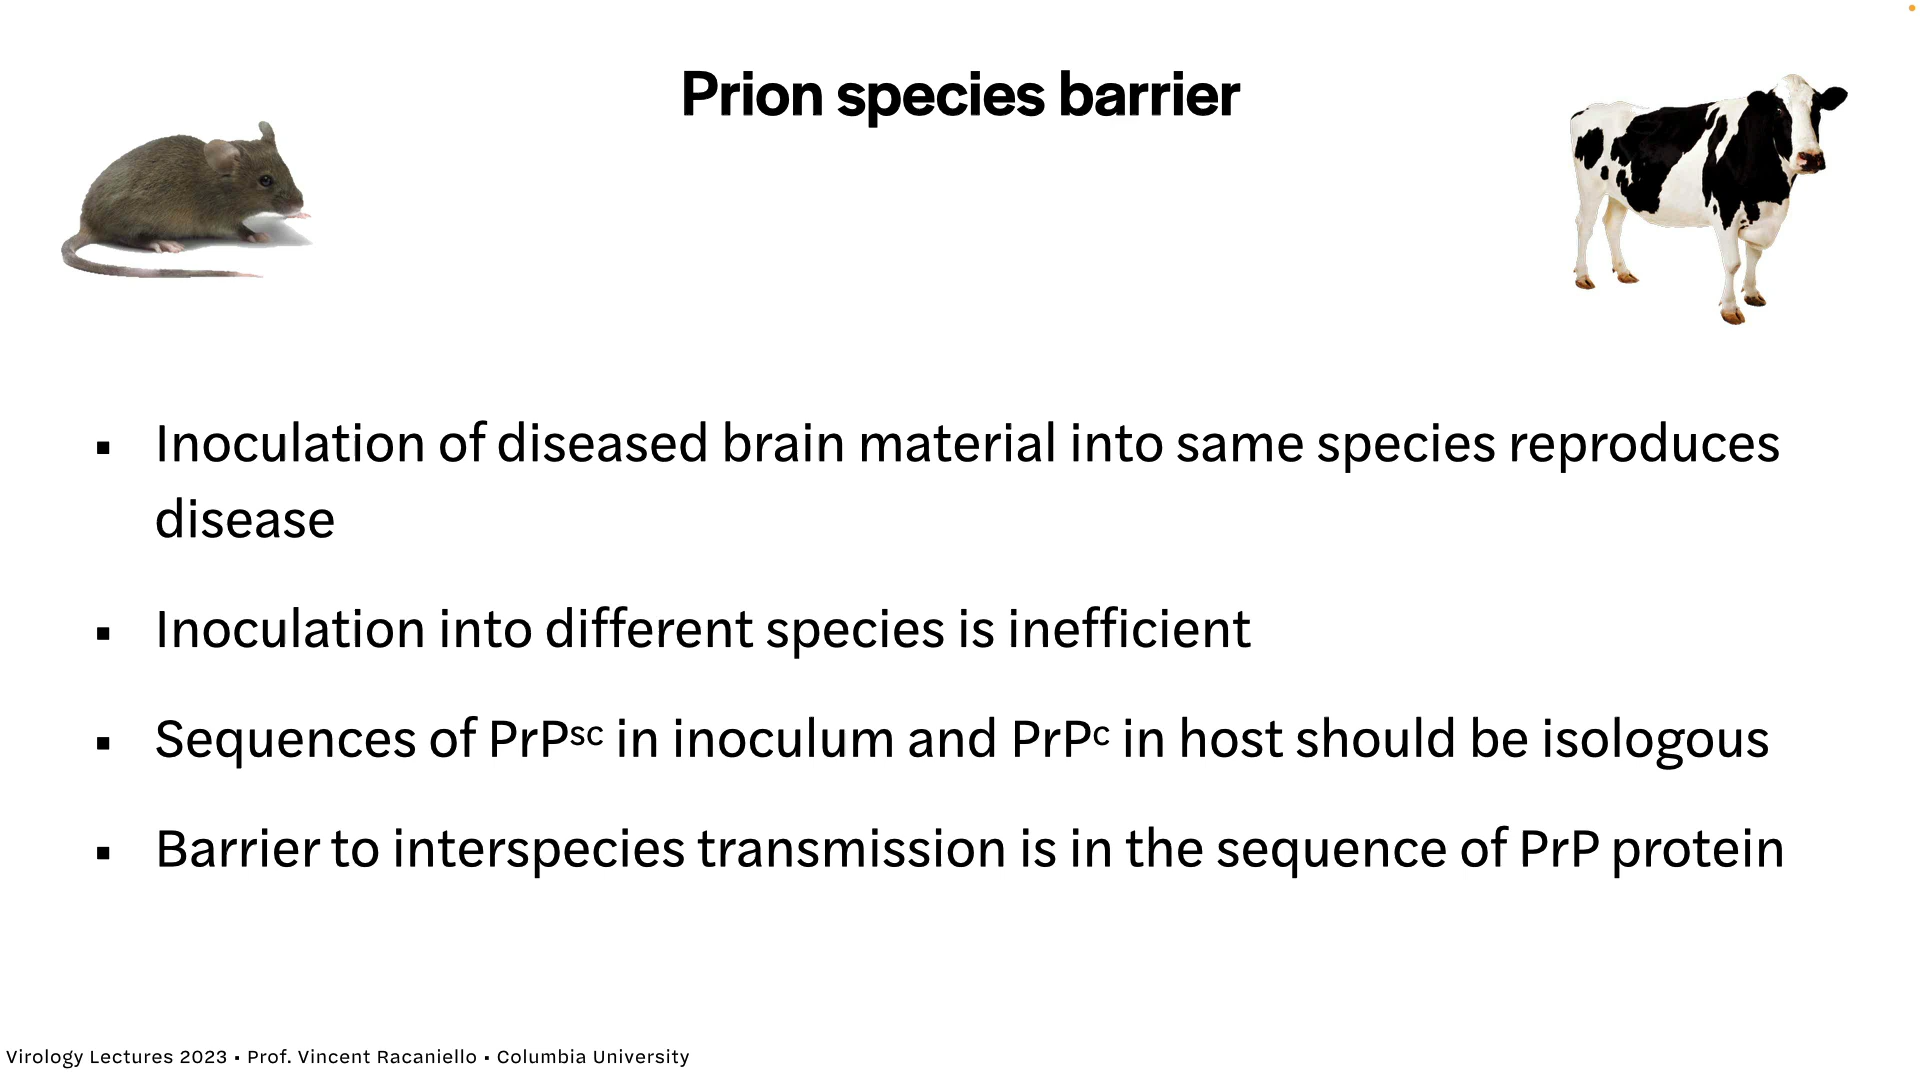 Prion species barrier
▪ Inoculation of diseased brain material into same species reproduces
disease
▪ Inoculation into different species is inefficient
▪ Sequences of PrPsc in inoculum and PrPc in host should be isologous
▪ Barrier to interspecies transmission is in the sequence of PrP protein
Virology Lectures 2023 • Prof. Vincent Racaniello • Columbia University